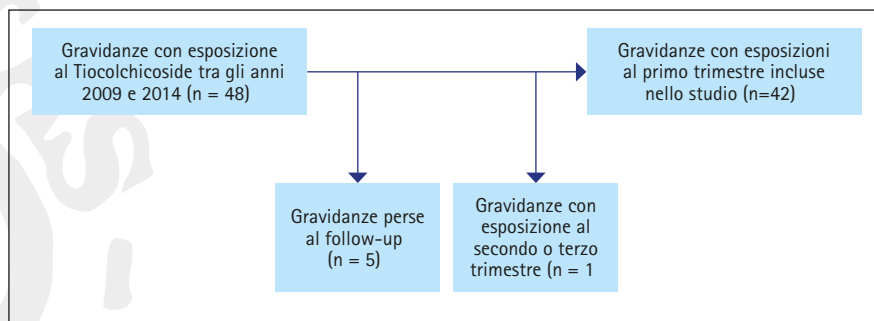 Gravidanze con esposizione
al Tiocolchicoside tra gli anni
2009 e 2014 (n = 48)
Gravidanze con esposizioni
al primo trimestre incluse
nello studio (n=42)
Gravidanze perse
al follow-up
(n = 5)
Gravidanze con
esposizione al
secondo o terzo
trimestre (n = 1